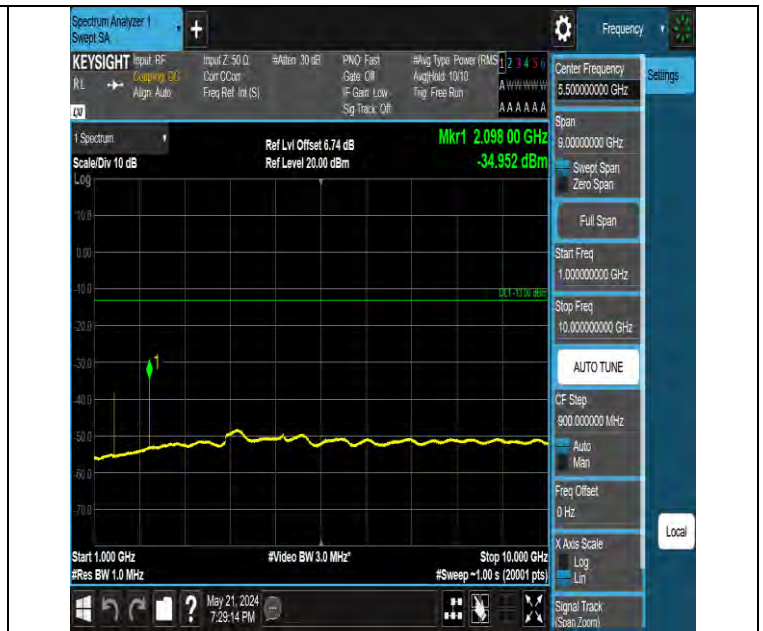 Spectrum Analyzer 1
Swept SA
+
Frequency
KEYSIGHT Input: RF Input Z: 50 Ω #Atten: 30 dB PNO: Fast #Avg Type: Power (RMS 1 2 3 4 5 6
RL Coupling: DC Corr CCorr Gate: Off Avg|Hold: 10/10 A W W W W W
Align: Auto Freq Ref: Int (S) IF Gain: Low Trig: Free Run
Sig Track: Off A A A A A A
LXI
1 Spectrum
Scale/Div 10 dB
Ref Lvl Offset 6.74 dB
Ref Level 20.00 dBm
Mkr1 2.098 00 GHz
-34.952 dBm
Log
10.0
0.00
-10.0
DL1 -13.00 dBm
-20.0
-30.0
1
-40.0
-50.0
-60.0
-70.0
Start 1.000 GHz #Video BW 3.0 MHz* Stop 10.000 GHz
#Res BW 1.0 MHz #Sweep ~1.00 s (20001 pts)
?
May 21, 2024
7:29:14 PM
Center Frequency
5.500000000 GHz
Settings
Span
9.00000000 GHz
Swept Span
Zero Span
Full Span
Start Freq
1.000000000 GHz
Stop Freq
10.000000000 GHz
AUTO TUNE
CF Step
900.000000 MHz
Auto
Man
Freq Offset
0 Hz
X Axis Scale
Log
Lin
Local
Signal Track
(Span Zoom)